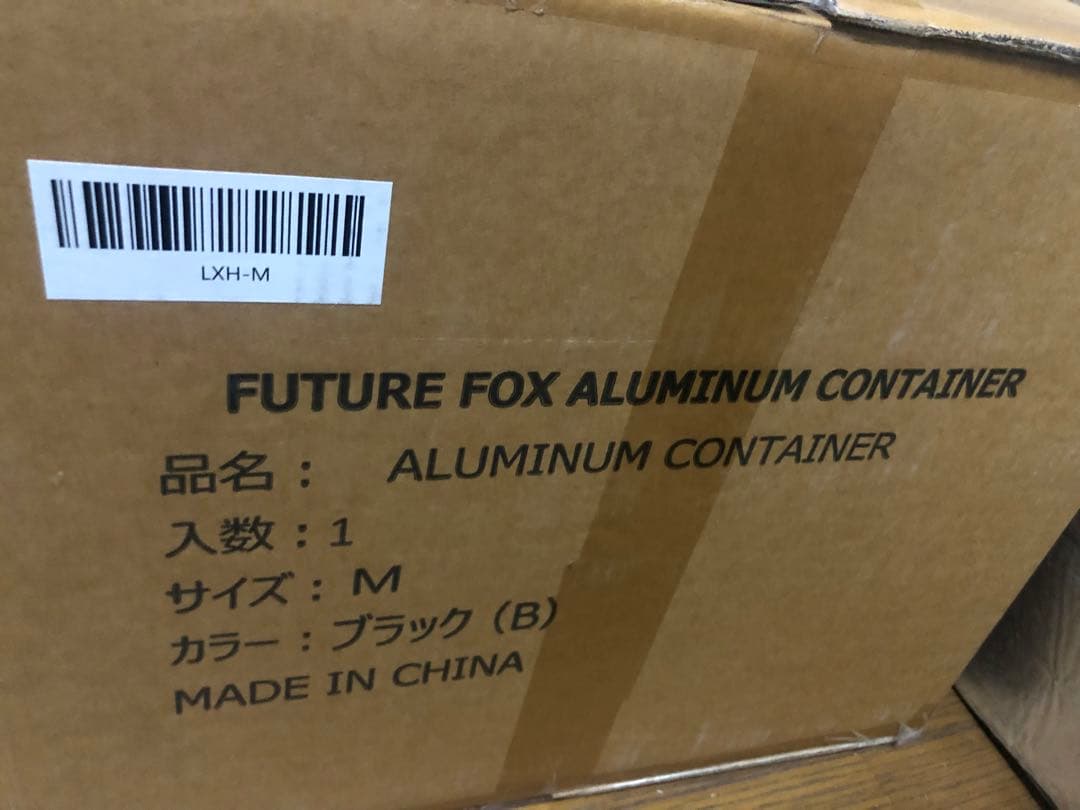 LXH-M
FUTURE FOX ALUMINUM CONTAINER
品名： ALUMINUM CONTAINER
入数：1
サイズ：M
カラー：ブラック（B）
MADE IN CHINA